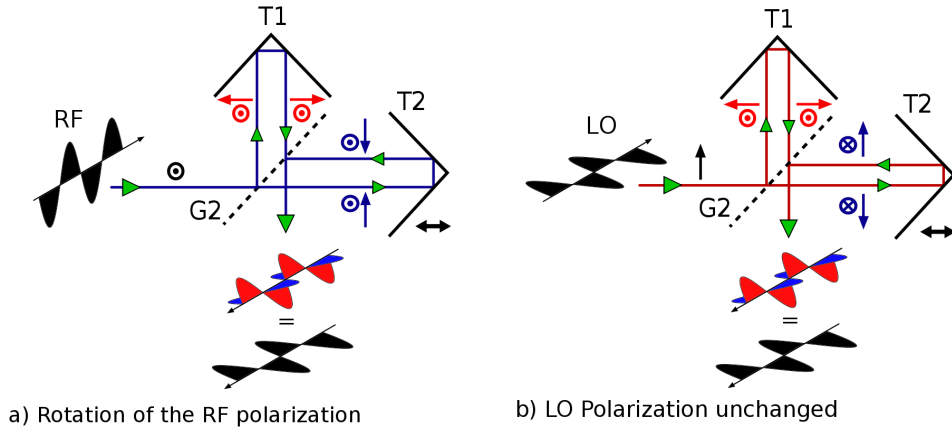 T1
T2
RF
G2
=
a) Rotation of the RF polarization
T1
T2
LO
G2
=
b) LO Polarization unchanged